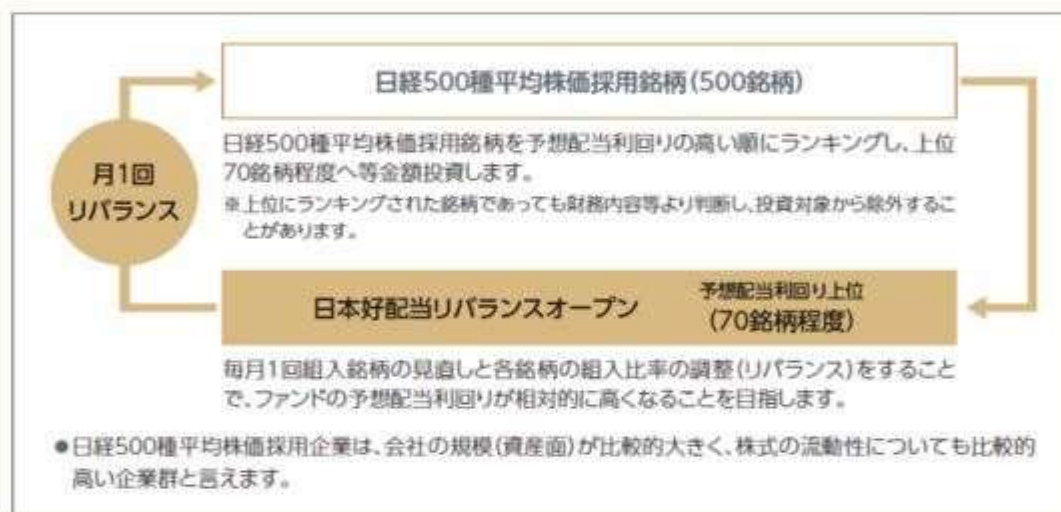 日経500種平均株価採用銘柄(500銘柄)
日経500種平均株価採用銘柄を予想配当利回りの高い順にランキングし、上位
70銘柄程度へ等金額投資します。
※上位にランキングされた銘柄であっても財務内容等より判断し、投資対象から除外するこ
とがあります。
月1回
リバランス
日本好配当リバランスオープン
予想配当利回り上位
(70銘柄程度)
毎月1回組入銘柄の見直しと各銘柄の組入比率の調整(リバランス)をすること
で、ファンドの予想配当利回りが相対的に高くなることを目指します。
●日経500種平均株価採用企業は、会社の規模(資産面)が比較的大きく、株式の流動性についても比較的
高い企業群と言えます。